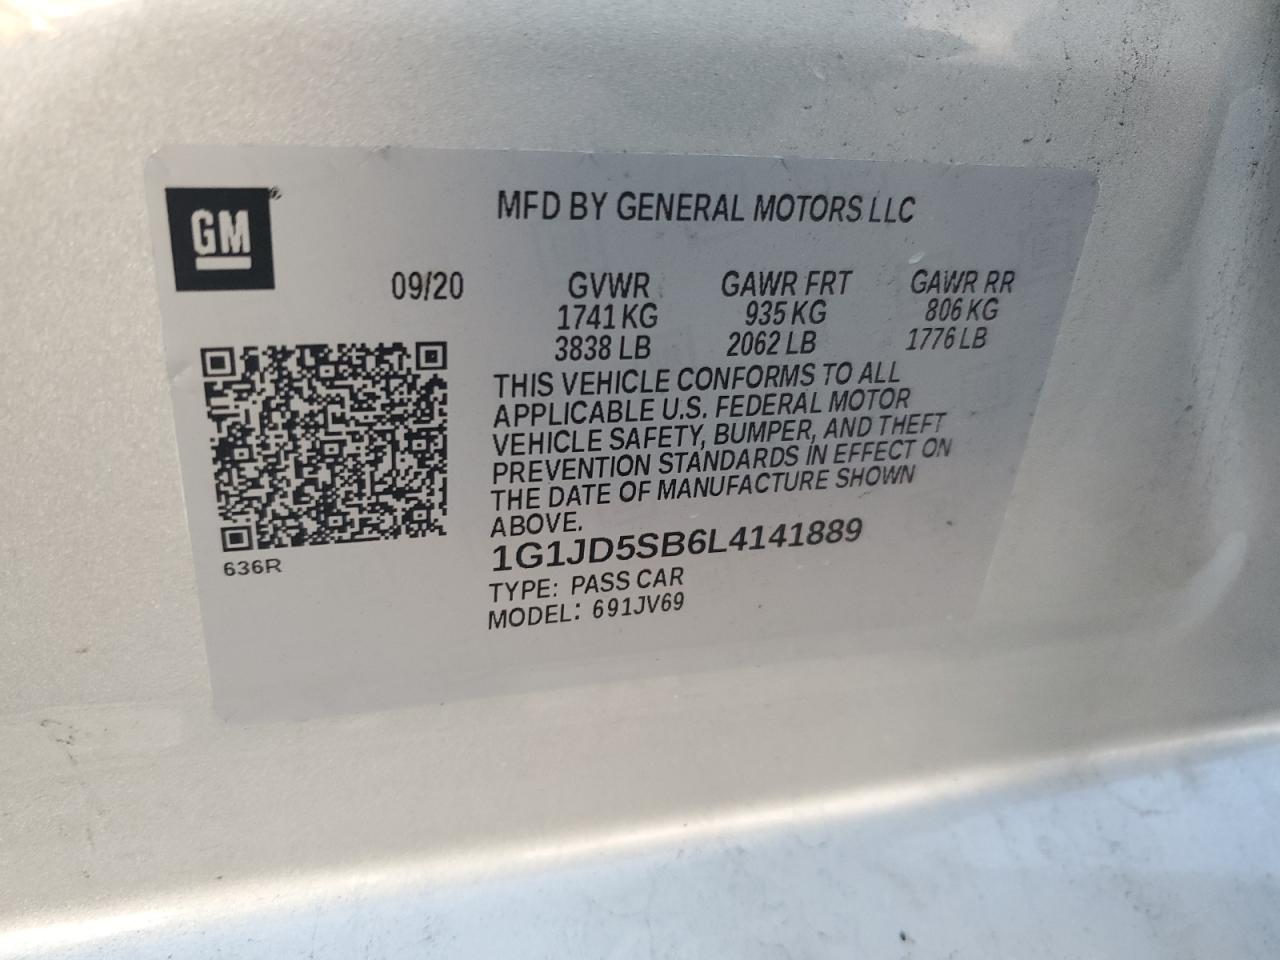 GM
®
MFD BY GENERAL MOTORS LLC
09/20 GVWR GAWR FRT GAWR RR
1741 KG 935 KG 806 KG
3838 LB 2062 LB 1776 LB
THIS VEHICLE CONFORMS TO ALL
APPLICABLE U.S. FEDERAL MOTOR
VEHICLE SAFETY, BUMPER, AND THEFT
PREVENTION STANDARDS IN EFFECT ON
THE DATE OF MANUFACTURE SHOWN
ABOVE.
1G1JD5SB6L4141889
TYPE: PASS CAR
MODEL: 691JV69
636R